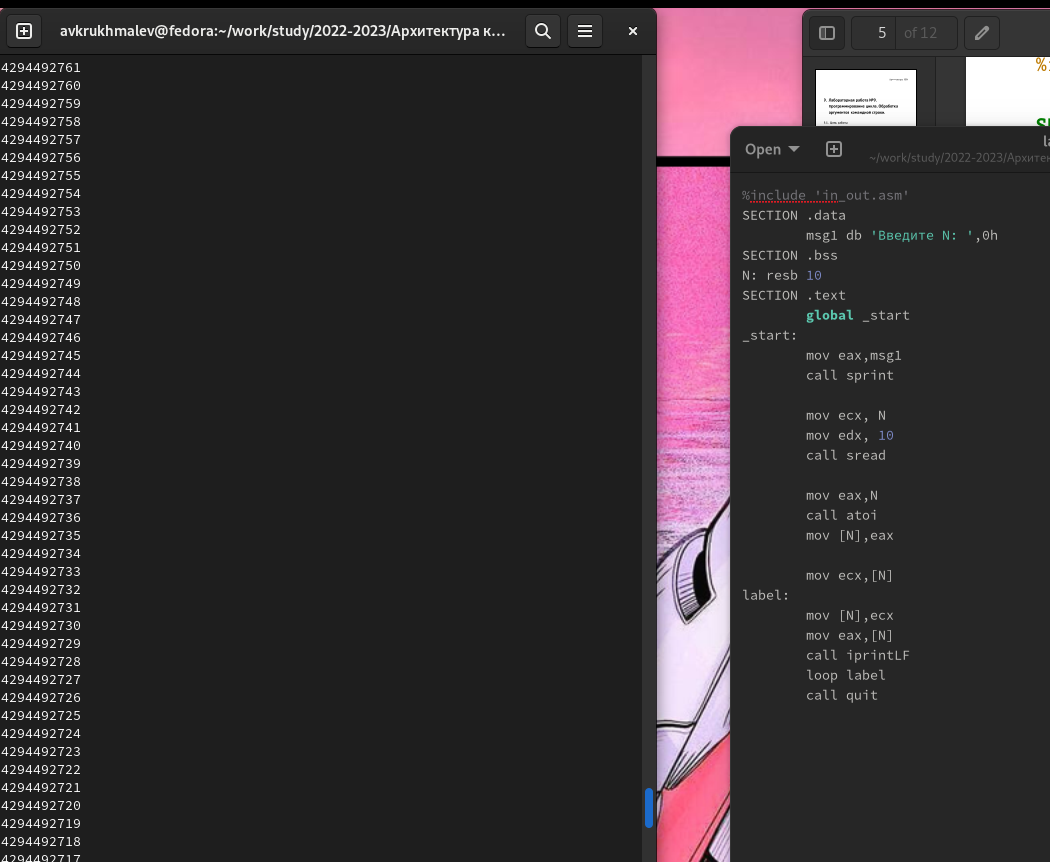 avkrukhmalev@fedora:~/work/study/2022-2023/Архитектура к...
4294492761
4294492760
4294492759
4294492758
4294492757
4294492756
4294492755
4294492754
4294492753
4294492752
4294492751
4294492750
4294492749
4294492748
4294492747
4294492746
4294492745
4294492744
4294492743
4294492742
4294492741
4294492740
4294492739
4294492738
4294492737
4294492736
4294492735
4294492734
4294492733
4294492732
4294492731
4294492730
4294492729
4294492728
4294492727
4294492726
4294492725
4294492724
4294492723
4294492722
4294492721
4294492720
4294492719
4294492718
4294492717
5 of 12
Open
~/work/study/2022-2023/Архитек
%include 'in_out.asm'
SECTION .data
msg1 db 'Введите N: ',0h
SECTION .bss
N: resb 10
SECTION .text
global _start
_start:
mov eax,msg1
call sprint
mov ecx, N
mov edx, 10
call sread
mov eax,N
call atoi
mov [N],eax
mov ecx,[N]
label:
mov [N],ecx
mov eax,[N]
call iprintLF
loop label
call quit